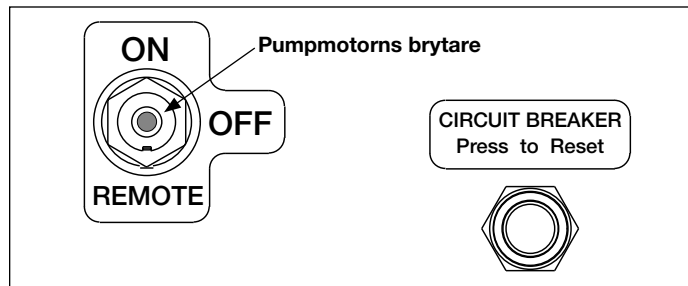 ON
Pumpmotorns brytare
OFF
REMOTE
CIRCUIT BREAKER
Press to Reset